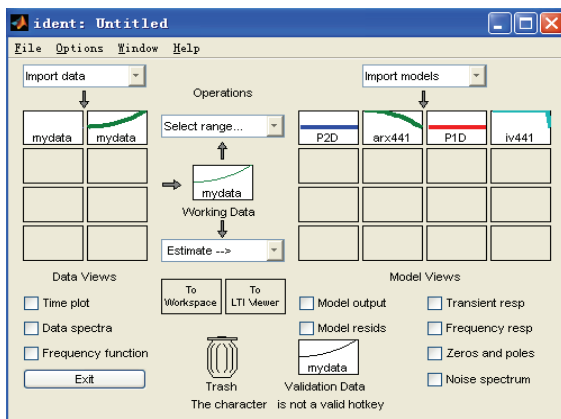 ident: Untitled
File Options Window Help
Import data
Operations
Import models
mydata mydata
Select range...
P2D arx441 P1D iv441
mydata
Working Data
Estimate -->
Data Views
To Workspace
To LTI Viewer
Model Views
Time plot
Data spectra
Frequency function
Exit
Model output
Model resids
Transient resp
Frequency resp
Zeros and poles
Noise spectrum
mydata
Trash
Validation Data
The character is not a valid hotkey